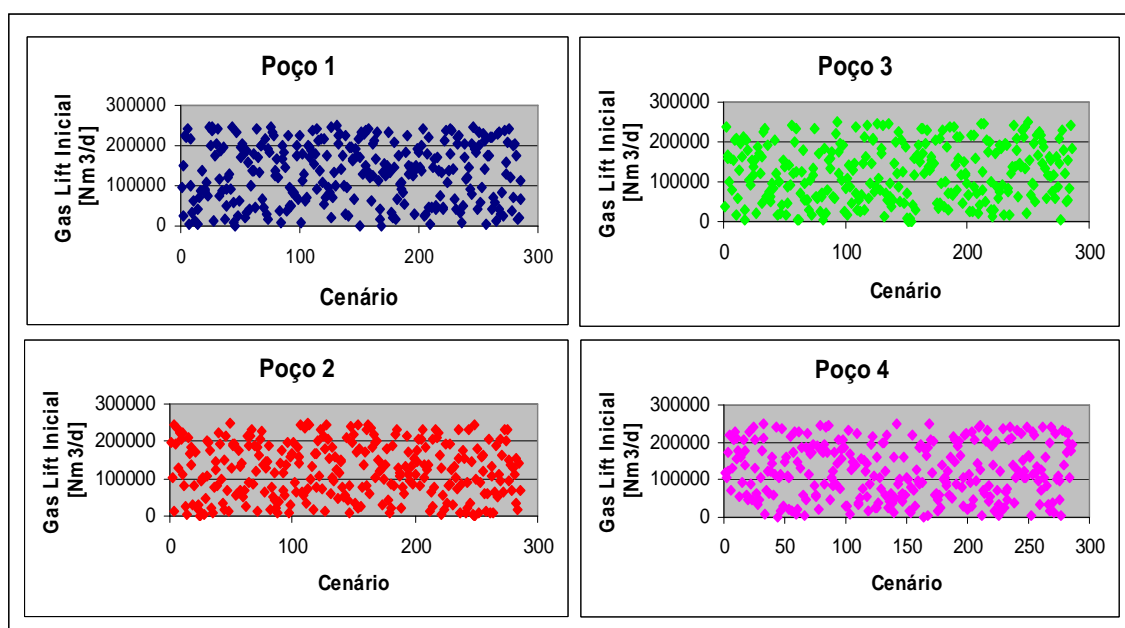 Poço 1
Gas Lift Inicial
[Nm3/d]
300000
200000
100000
0
0 100 200 300
Cenário
Poço 3
Gas Lift Inicial
[Nm3/d]
300000
200000
100000
0
0 100 200 300
Cenário
Poço 2
Gas Lift Inicial
[Nm3/d]
300000
200000
100000
0
0 100 200 300
Cenário
Poço 4
Gas Lift Inicial
[Nm3/d]
300000
200000
100000
0
0 50 100 150 200 250 300
Cenário